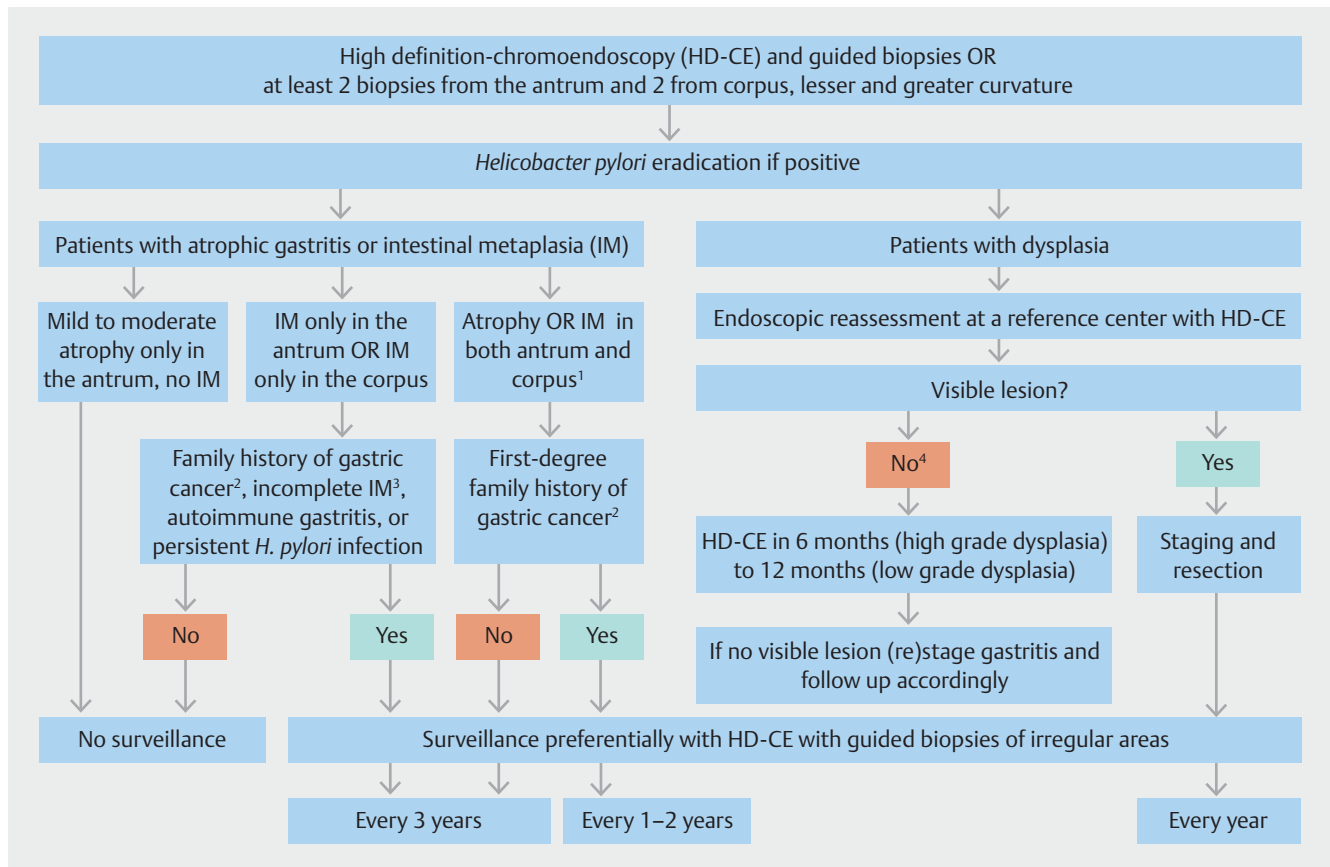 High definition-chromoendoscopy (HD-CE) and guided biopsies OR
at least 2 biopsies from the antrum and 2 from corpus, lesser and greater curvature
Helicobacter pylori eradication if positive
Patients with atrophic gastritis or intestinal metaplasia (IM)
Patients with dysplasia
Mild to moderate
atrophy only in
the antrum, no IM
IM only in the
antrum OR IM
only in the corpus
Atrophy OR IM in
both antrum and
corpus¹
Endoscopic reassessment at a reference center with HD-CE
Visible lesion?
Family history of gastric
cancer², incomplete IM³,
autoimmune gastritis, or
persistent H. pylori infection
First-degree
family history of
gastric cancer²
No⁴
Yes
HD-CE in 6 months (high grade dysplasia)
to 12 months (low grade dysplasia)
Staging and
resection
No
Yes
No
Yes
If no visible lesion (re)stage gastritis and
follow up accordingly
No surveillance
Surveillance preferentially with HD-CE with guided biopsies of irregular areas
Every 3 years
Every 1–2 years
Every year